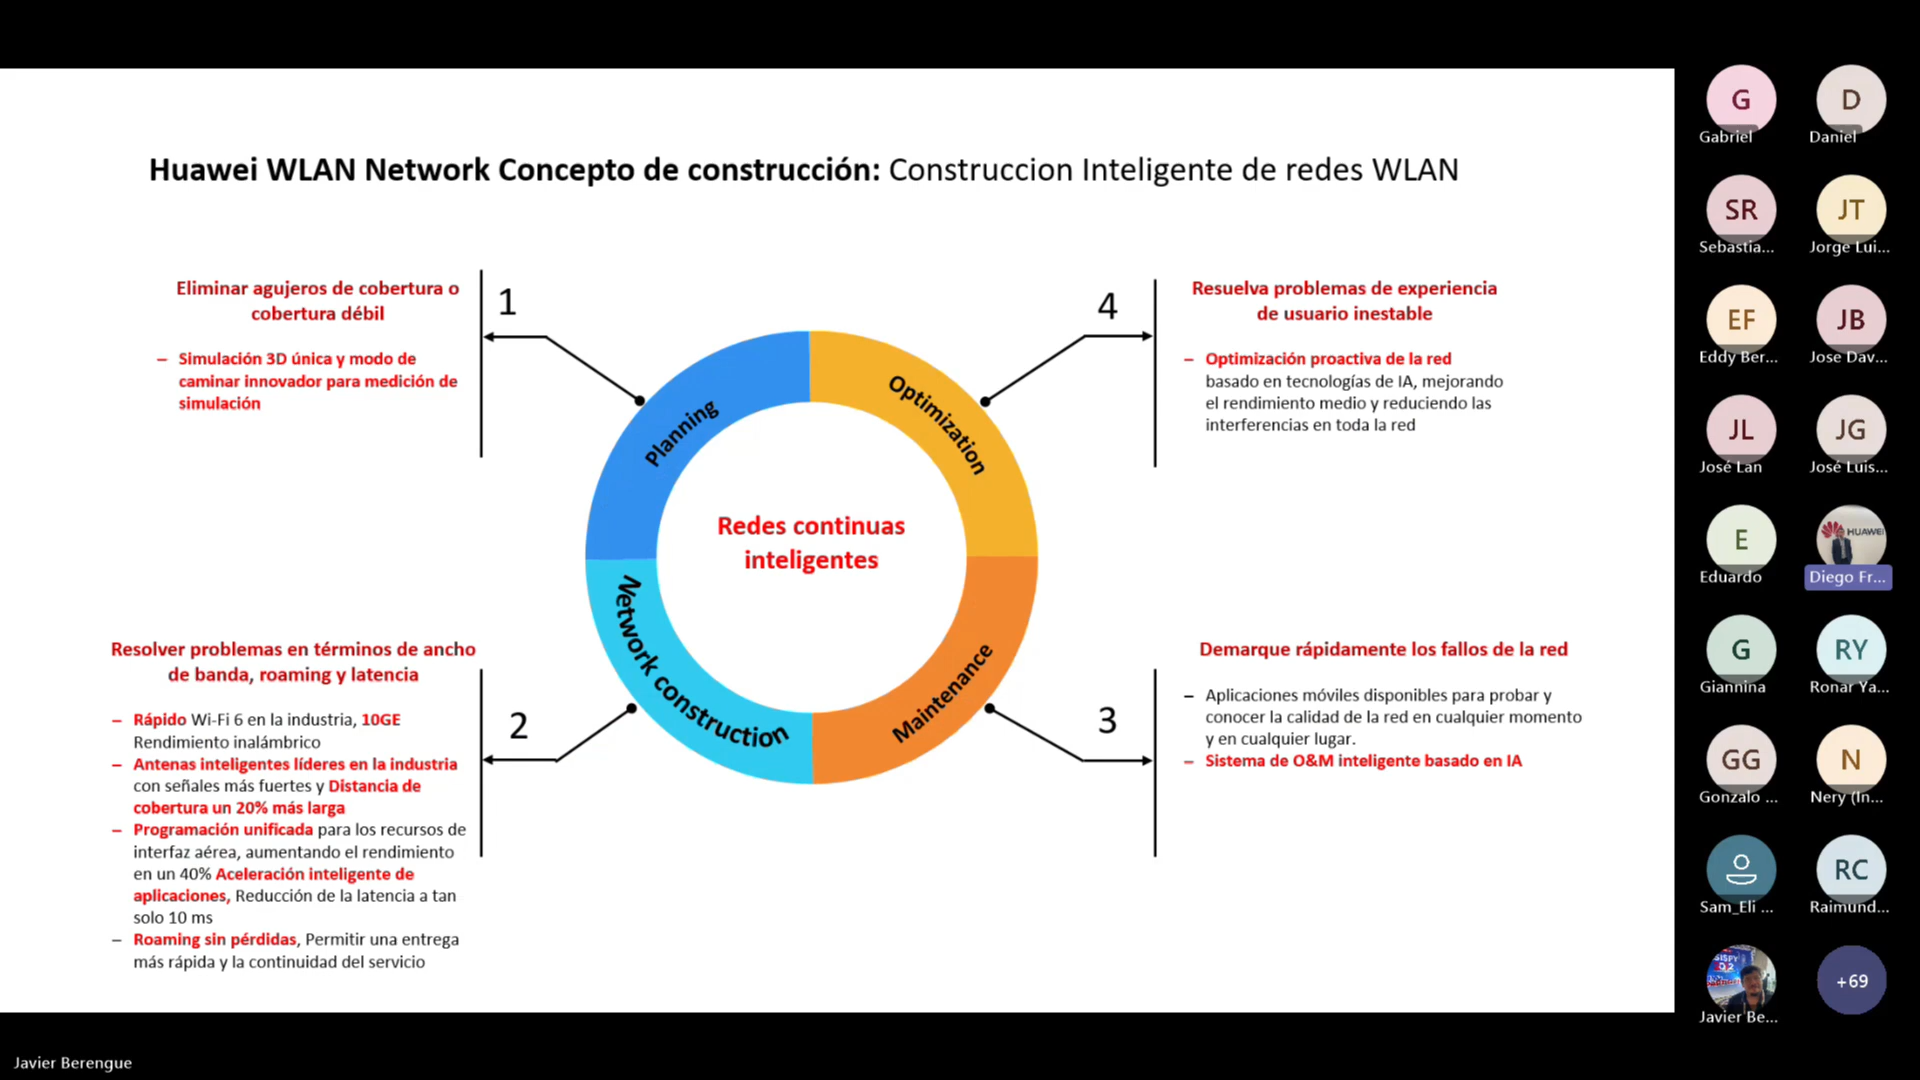 Huawei WLAN Network Concepto de construcción: Construccion Inteligente de redes WLAN
Eliminar agujeros de cobertura o
cobertura débil
– Simulación 3D única y modo de
caminar innovador para medición de
simulación
1
Planning
4
Optimization
Resuelva problemas de experiencia
de usuario inestable
– Optimización proactiva de la red
basado en tecnologías de IA, mejorando
el rendimiento medio y reduciendo las
interferencias en toda la red
Redes continuas
inteligentes
Resolver problemas en términos de ancho
de banda, roaming y latencia
– Rápido Wi-Fi 6 en la industria, 10GE
Rendimiento inalámbrico
– Antenas inteligentes líderes en la industria
con señales más fuertes y Distancia de
cobertura un 20% más larga
– Programación unificada para los recursos de
interfaz aérea, aumentando el rendimiento
en un 40% Aceleración inteligente de
aplicaciones, Reducción de la latencia a tan
solo 10 ms
– Roaming sin pérdidas, Permitir una entrega
más rápida y la continuidad del servicio
2
Network construction
Maintenance
3
Demarque rápidamente los fallos de la red
– Aplicaciones móviles disponibles para probar y
conocer la calidad de la red en cualquier momento
y en cualquier lugar.
– Sistema de O&M inteligente basado en IA
G
Gabriel
D
Daniel
SR
Sebastia...
JT
Jorge Lui...
EF
Eddy Ber...
JB
Jose Dav...
JL
José Lan
JG
José Luis...
E
Eduardo
HUAWEI
Diego Fr...
G
Giannina
RY
Ronar Ya...
GG
Gonzalo ...
N
Nery (In...
Sam_Eli ...
RC
Raimund...
Javier Be...
+69
Javier Berengue